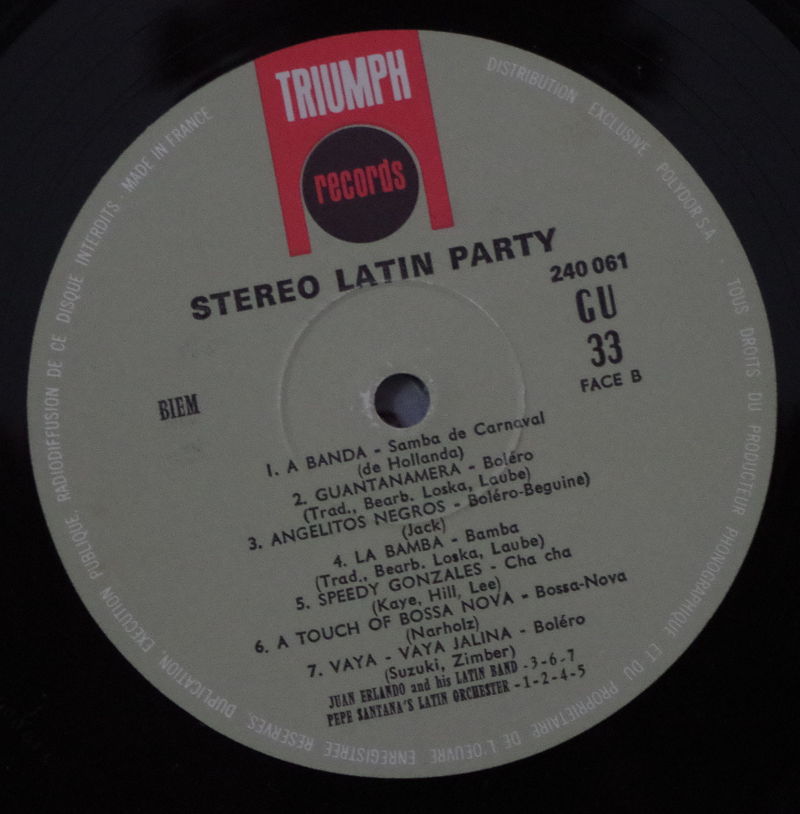 TRIUMPH
records
STEREO LATIN PARTY
240 061
GU
33
FACE B
BIEM
1. A BANDA - Samba de Carnaval
(de Hollanda)
2. GUANTANAMERA - Boléro
(Trad., Bearb. Loska, Laube)
3. ANGELITOS NEGROS - Boléro-Beguine)
(Jack)
4. LA BAMBA - Bamba
(Trad., Bearb. Loska, Laube)
5. SPEEDY GONZALES - Cha cha
(Kaye, Hill, Lee)
6. A TOUCH OF BOSSA NOVA - Bossa-Nova
(Narholz)
7. VAYA - VAYA JALINA - Boléro
(Suzuki, Zimber)
JUAN ERLANDO and his LATIN BAND - 3-6-7
PEPE SANTANA'S LATIN ORCHESTER - 1-2-4-5
DISTRIBUTION EXCLUSIVE POLYDOR S.A. · TOUS DROITS DU PRODUCTEUR PHONOGRAPHIQUE ET DU PROPRIETAIRE DE L'OEUVRE ENREGISTREE RESERVES. DUPLICATION, EXECUTION PUBLIQUE, RADIODIFFUSION DE CE DISQUE INTERDITS · MADE IN FRANCE